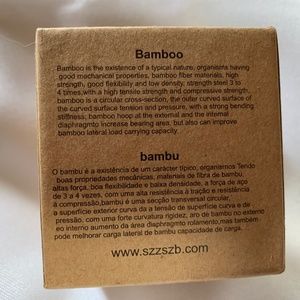 Bamboo
Bamboo is the existence of a typical nature, organisms having
good mechanical properties, bamboo fiber materials, high
strength, good flexibility and low density, strength steel 3 to
4 times,with a high tensile strength and compressive strength,
bamboo is a circular cross-section, the outer curved surface of
the curved surface tension and pressure, with a strong bending
stiffness; bamboo hoop at the external and the internal
diaphragmto increase bearing area, but also can improve
bamboo lateral load carrying capacity.
bambu
O bambu é a existência de um carácter típico, organismos Tendo
boas propriedades mecânicas, materiais de fibra de bambu,
altas força, boa flexibilidade e baixa densidade, a força de aço
de 3 a 4 vezes, com uma alta resistência à tração e resistência
à compressão,bambu é uma secção transversal circular,
a superfície exterior curva da a tensão de superfície curva e de
pressão, com uma forte curvatura rigidez, aro de bambu no externo
eo interno aumento da área diaphragmto rolamento,mas também
pode melhorar carga lateral de bambu capacidade de carga.
www.szzszb.com